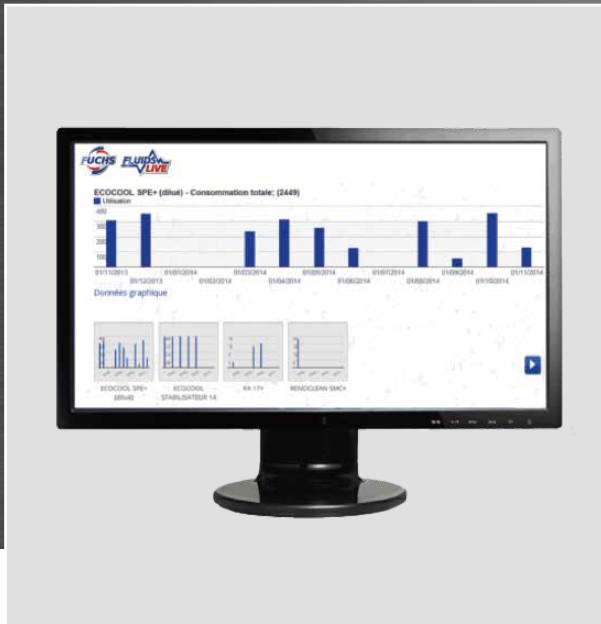 FUCHS FLUIDS LIVE
ECOCOOL SPE+ (dilué) - Consommation totale; (2449)
Utilisation
400
300
200
100
01/11/2013 01/01/2014 01/03/2014 01/05/2014 01/07/2014 01/09/2014 01/11/2014
01/12/2013 01/02/2014 01/04/2014 01/06/2014 01/08/2014 01/10/2014
Données graphique
ECOCOOL SPE+ ECOCOOL RENOCLEAN SMC+
(dilué) STABILISATEUR 14